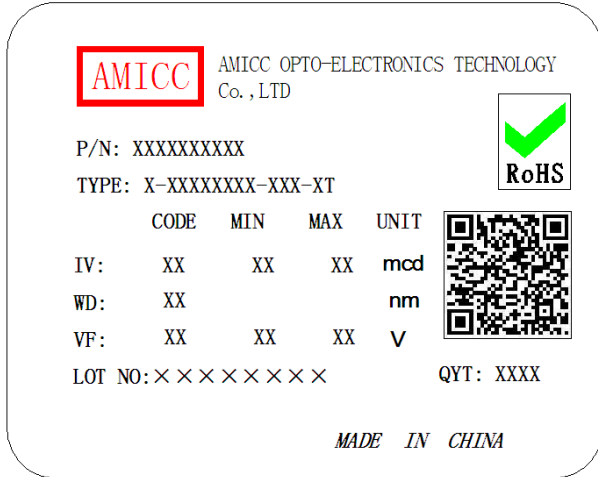 AMICC
AMICC OPTO-ELECTRONICS TECHNOLOGY
Co.,LTD
RoHS
P/N: XXXXXXXXXX
TYPE: X-XXXXXXXX-XXX-XT
CODE MIN MAX UNIT
IV: XX XX XX mcd
WD: XX nm
VF: XX XX XX V
LOT NO:××××××××
QYT: XXXX
MADE IN CHINA